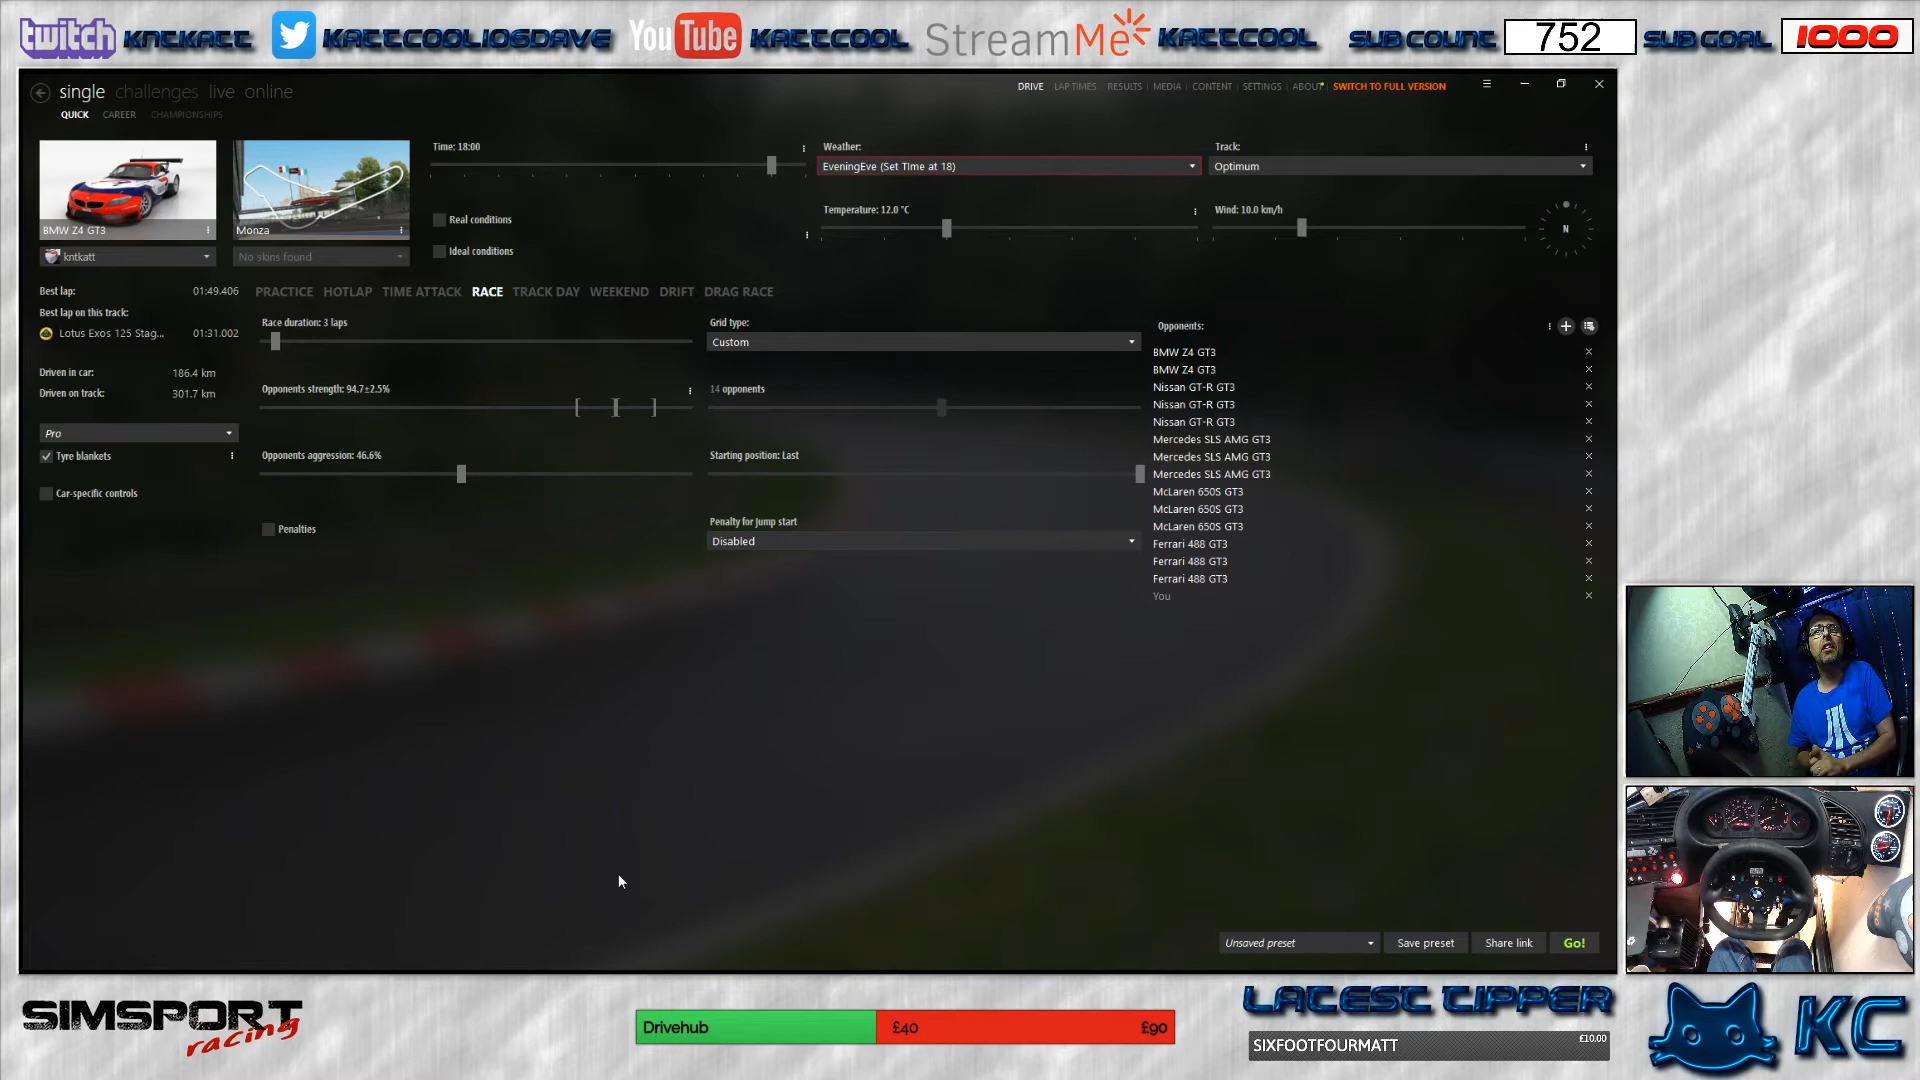 twitch KNTKATT KATTCOOL106DAVE YouTube KATTCOOL StreamMe KATTCOOL SUB COUNT 752 SUB GOAL 1000
single challenges live online
DRIVE LAP TIMES RESULTS MEDIA CONTENT SETTINGS ABOUT SWITCH TO FULL VERSION
QUICK CAREER CHAMPIONSHIPS
Time: 18:00
Weather:
Track:
EveningEve (Set TIme at 18)
Optimum
Temperature: 12.0 °C
Wind: 10.0 km/h
N
Real conditions
Ideal conditions
BMW Z4 GT3
Monza
kntkatt
No skins found
Best lap: 01:49.406
Best lap on this track:
Lotus Exos 125 Stag... 01:31.002
Driven in car: 186.4 km
Driven on track: 301.7 km
Pro
Tyre blankets
Car-specific controls
PRACTICE HOTLAP TIME ATTACK RACE TRACK DAY WEEKEND DRIFT DRAG RACE
Race duration: 3 laps
Grid type:
Custom
Opponents strength: 94.7±2.5%
14 opponents
Opponents aggression: 46.6%
Starting position: Last
Penalties
Penalty for jump start
Disabled
Opponents:
BMW Z4 GT3
BMW Z4 GT3
Nissan GT-R GT3
Nissan GT-R GT3
Nissan GT-R GT3
Mercedes SLS AMG GT3
Mercedes SLS AMG GT3
Mercedes SLS AMG GT3
McLaren 650S GT3
McLaren 650S GT3
McLaren 650S GT3
Ferrari 488 GT3
Ferrari 488 GT3
Ferrari 488 GT3
You
Unsaved preset
Save preset
Share link
Go!
SIMSPORT
racing
Drivehub £40 £90
LATEST TIPPER
SIXFOOTFOURMATT £10.00
KC